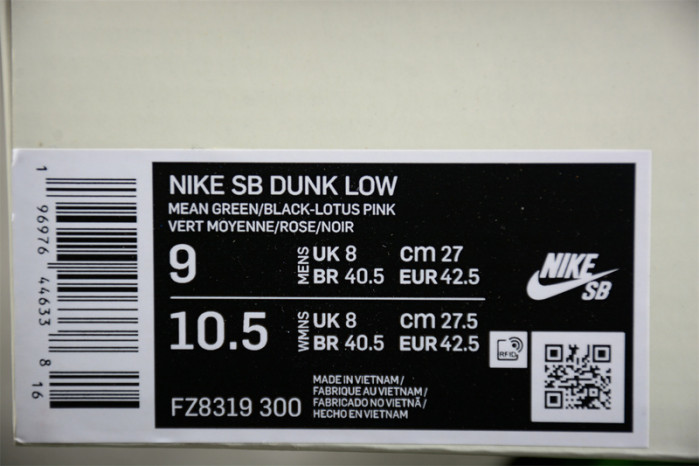 1 96976 44633 8 16
NIKE SB DUNK LOW
MEAN GREEN/BLACK-LOTUS PINK
VERT MOYENNE/ROSE/NOIR
9 MENS UK 8 CM 27
BR 40.5 EUR 42.5
10.5 WMNS UK 8 CM 27.5
BR 40.5 EUR 42.5
NIKE
SB
RFID
FZ8319 300
MADE IN VIETNAM/
FABRIQUE AU VIETNAM/
FABRICADO NO VIETNÃ/
HECHO EN VIETNAM